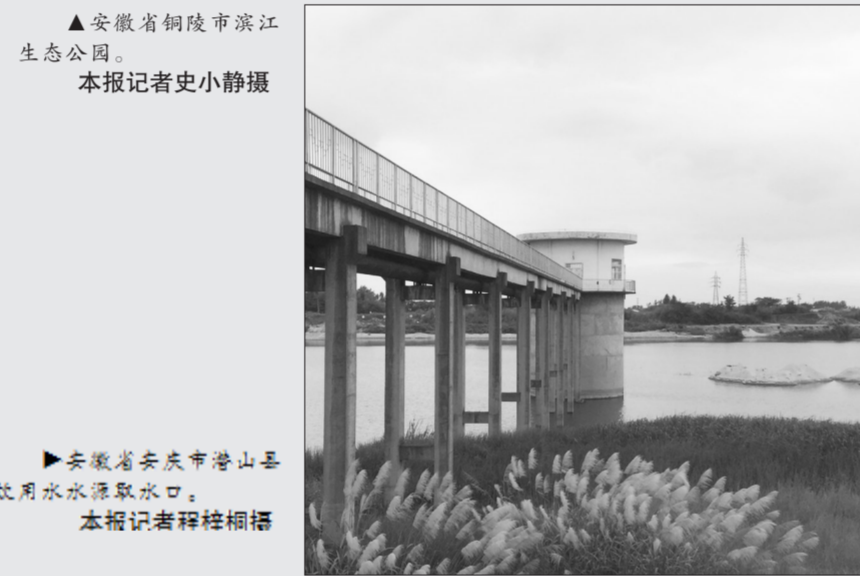 ▲安徽省铜陵市滨江
生态公园。
本报记者史小静摄
▶安徽省安庆市潜山县
饮用水水源取水口。
本报记者程梓桐摄